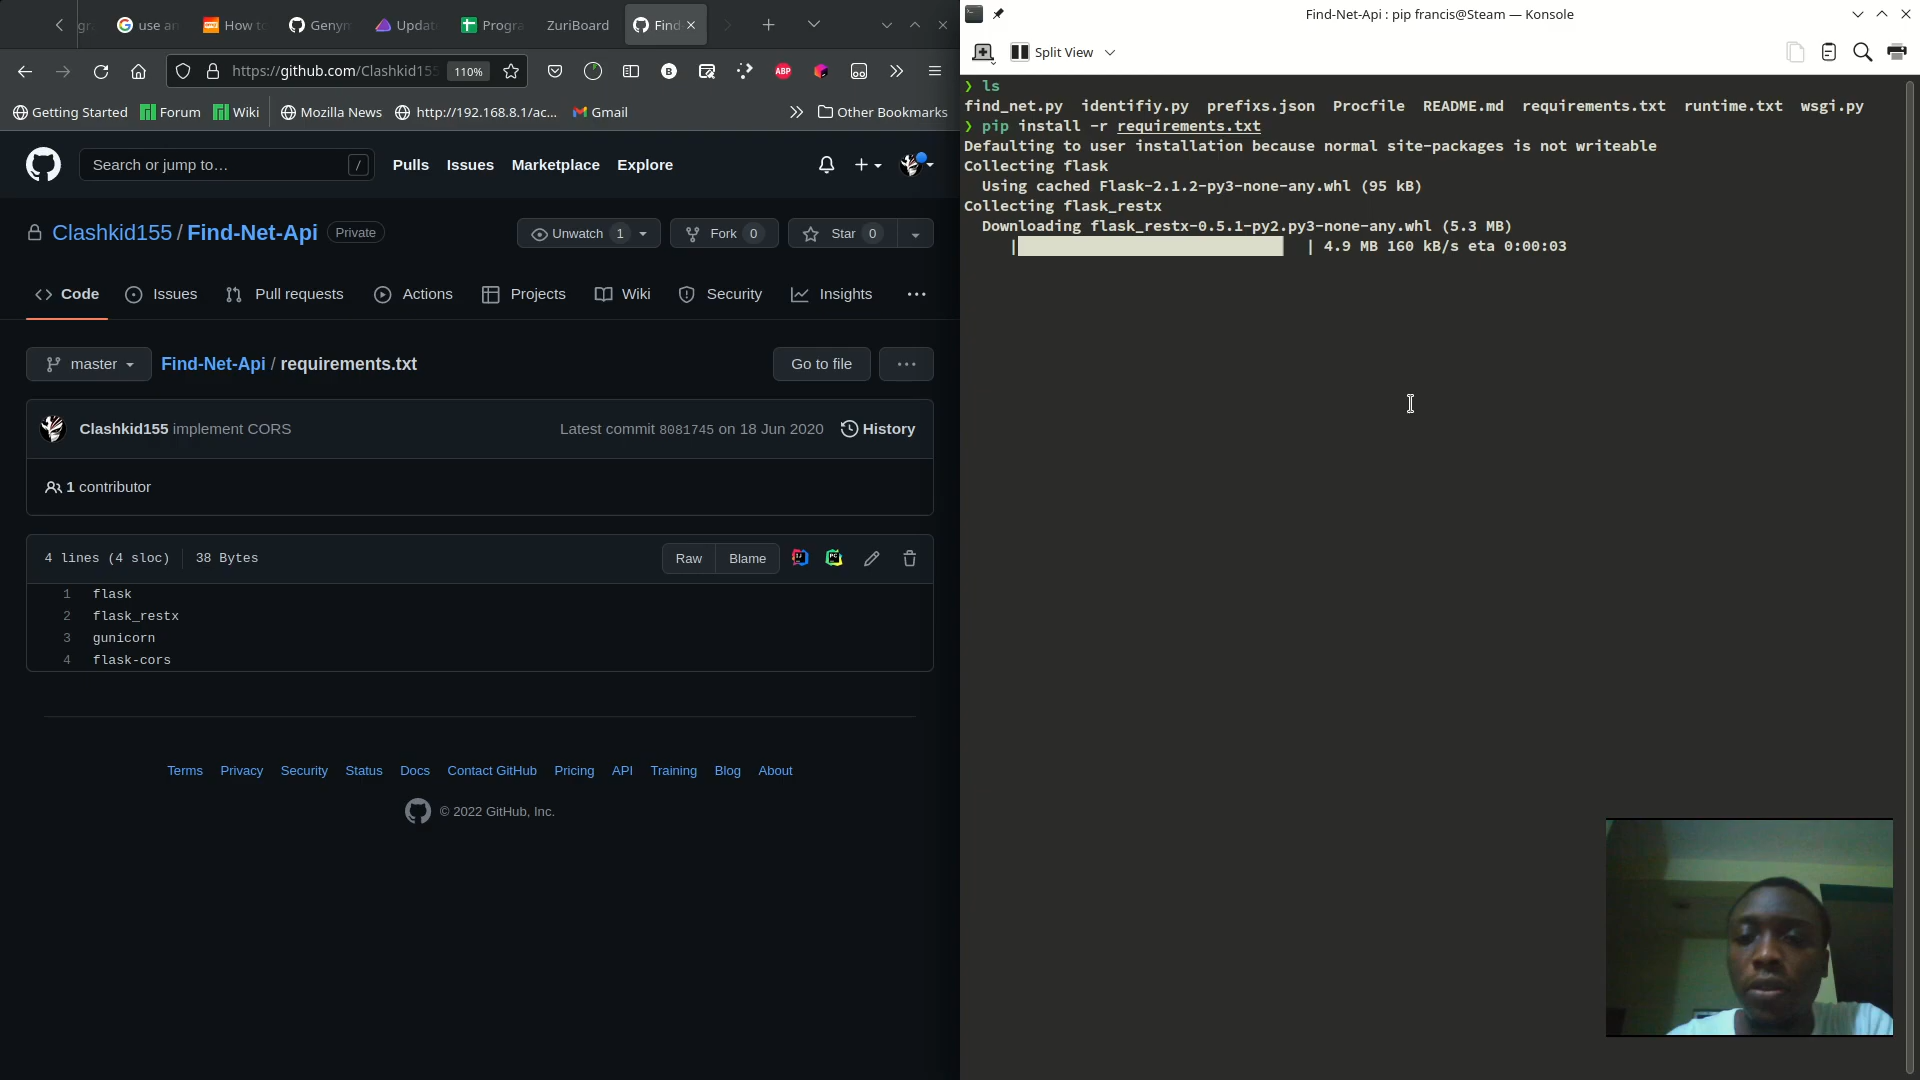 use an
How to
Genym
Update
Progra
ZuriBoard
Find
https://github.com/Clashkid155
110%
Getting Started
Forum
Wiki
Mozilla News
http://192.168.8.1/ac...
Gmail
Other Bookmarks
Search or jump to…
/
Pulls
Issues
Marketplace
Explore
Clashkid155 / Find-Net-Api
Private
Unwatch 1
Fork 0
Star 0
Code
Issues
Pull requests
Actions
Projects
Wiki
Security
Insights
master
Find-Net-Api / requirements.txt
Go to file
Clashkid155 implement CORS
Latest commit 8081745 on 18 Jun 2020
History
1 contributor
4 lines (4 sloc)
38 Bytes
Raw
Blame
1 flask
2 flask_restx
3 gunicorn
4 flask-cors
Terms
Privacy
Security
Status
Docs
Contact GitHub
Pricing
API
Training
Blog
About
© 2022 GitHub, Inc.
Find-Net-Api : pip francis@Steam — Konsole
Split View
❯ ls
find_net.py identifiy.py prefixs.json Procfile README.md requirements.txt runtime.txt wsgi.py
❯ pip install -r requirements.txt
Defaulting to user installation because normal site-packages is not writeable
Collecting flask
Using cached Flask-2.1.2-py3-none-any.whl (95 kB)
Collecting flask_restx
Downloading flask_restx-0.5.1-py2.py3-none-any.whl (5.3 MB)
| | 4.9 MB 160 kB/s eta 0:00:03